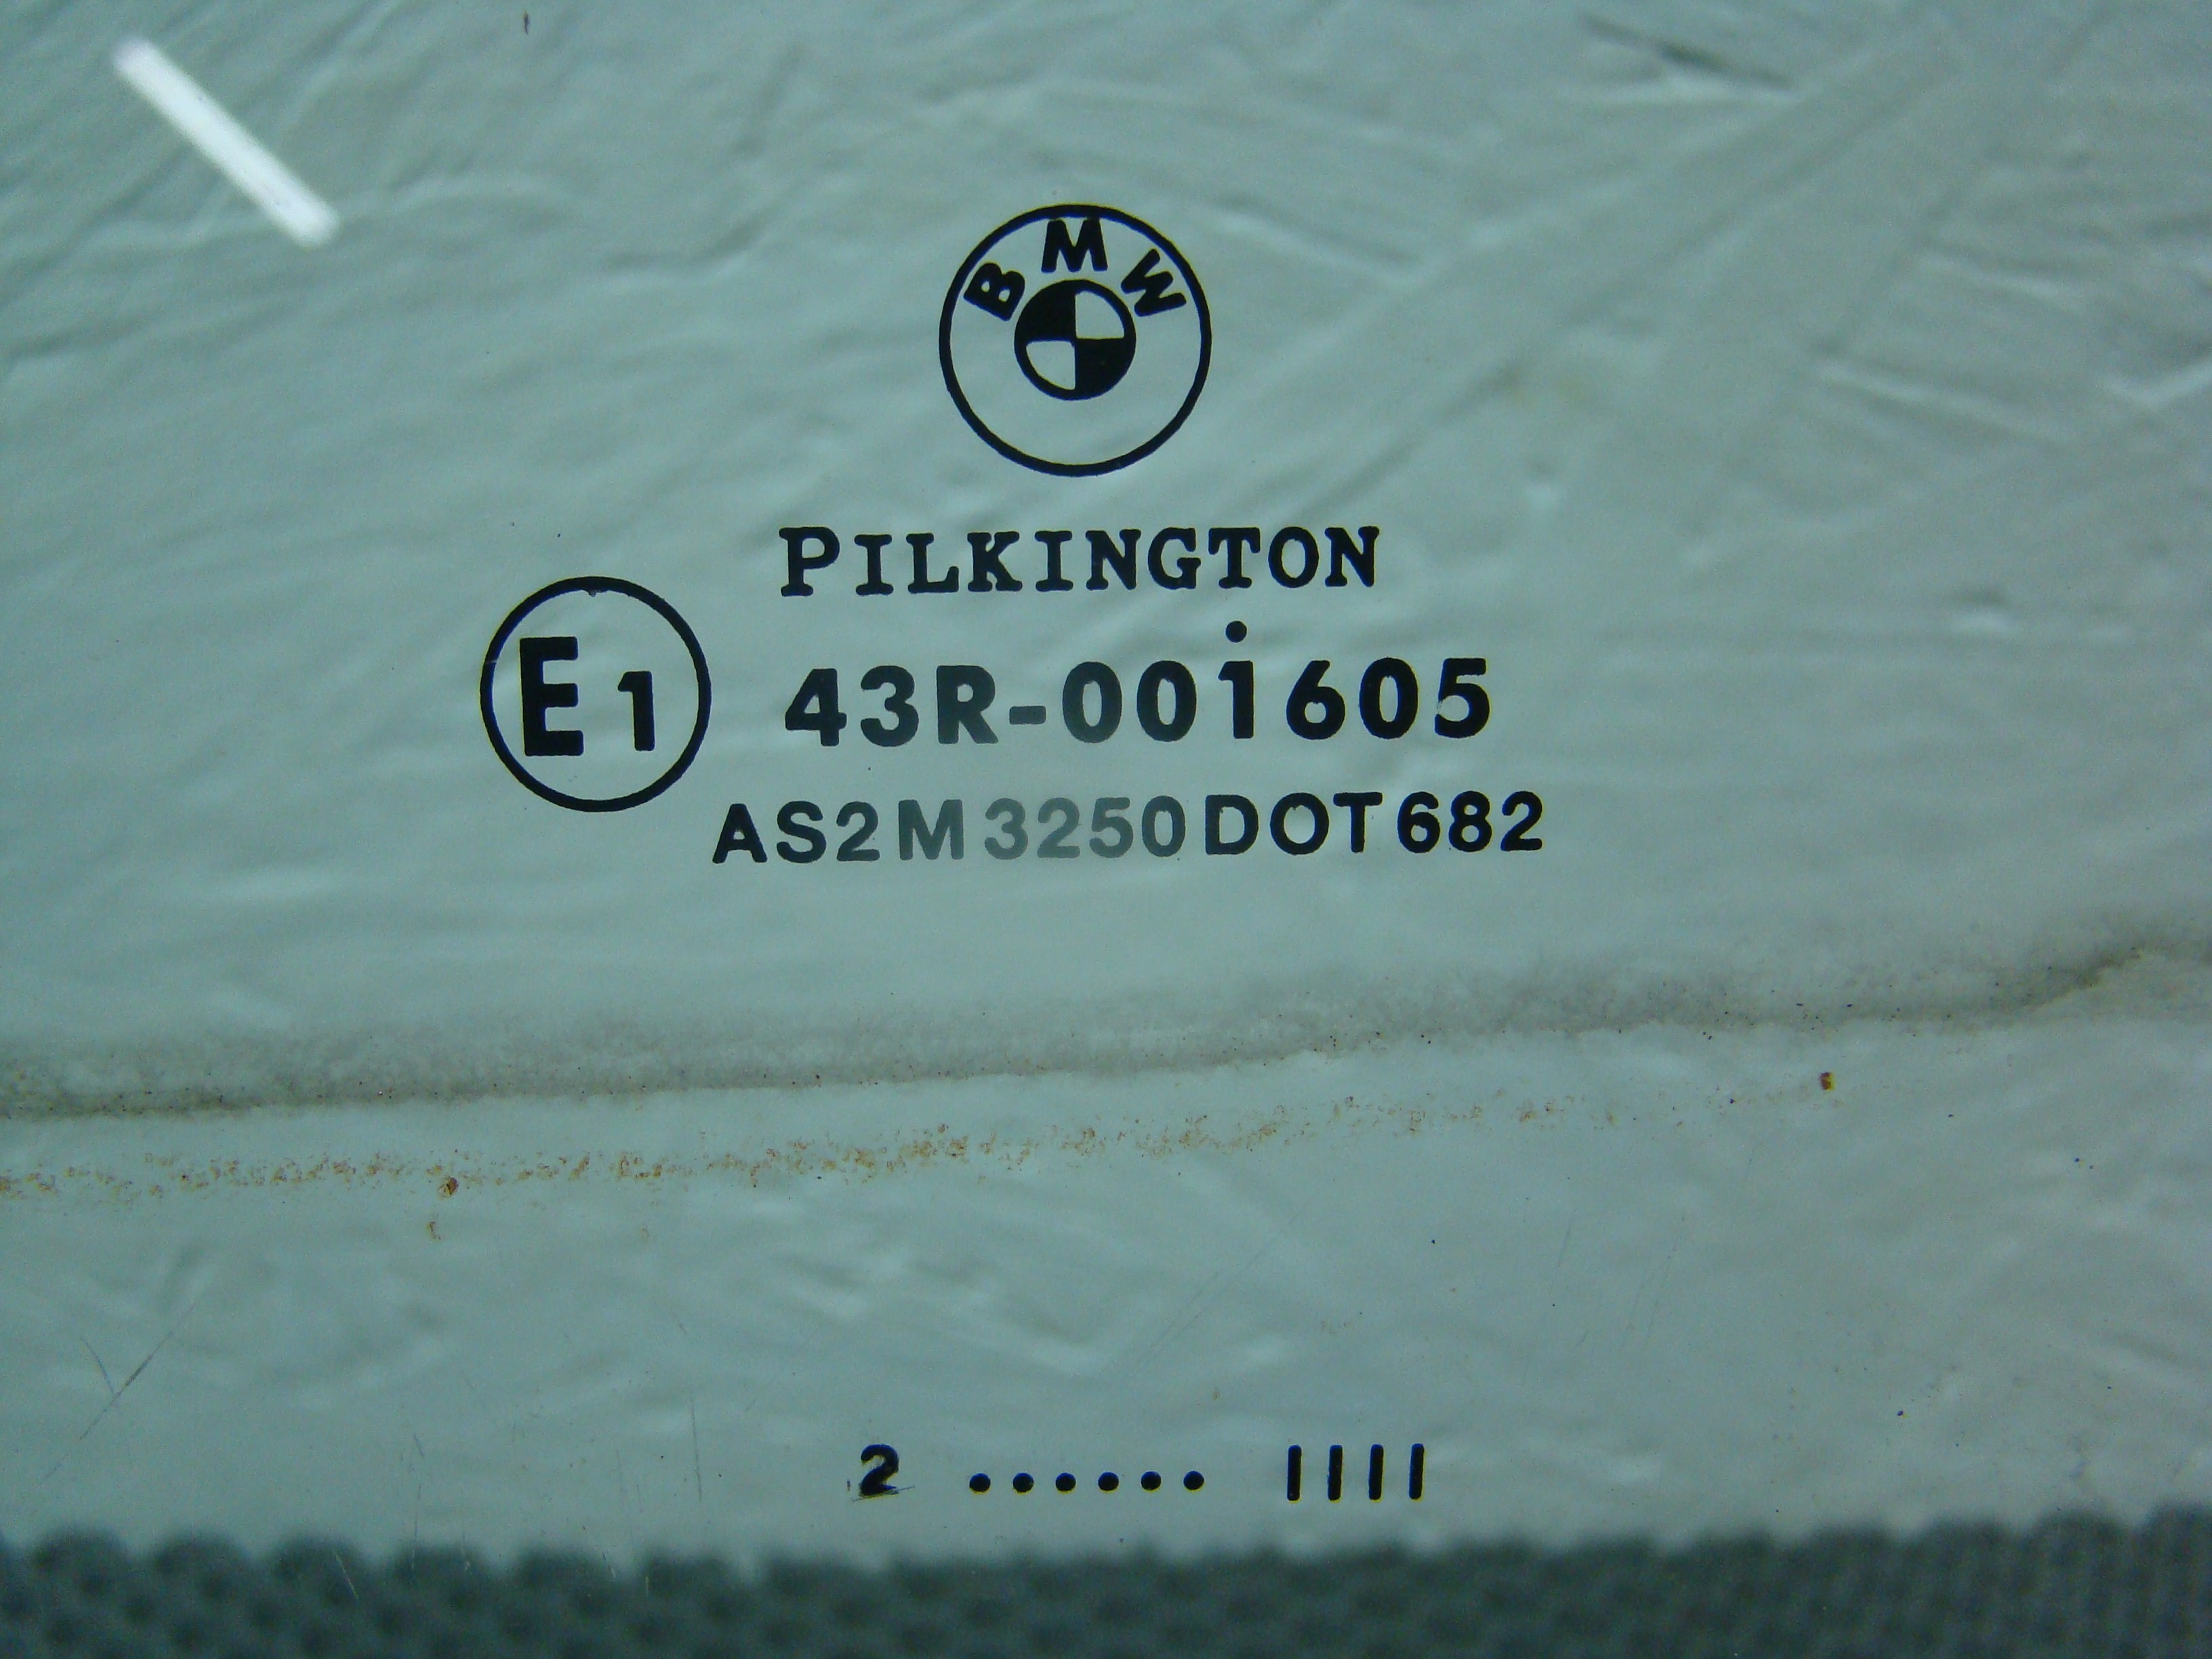 BMW
PILKINGTON
E1 43R-001605
AS2M3250DOT682
2 ...... IIII